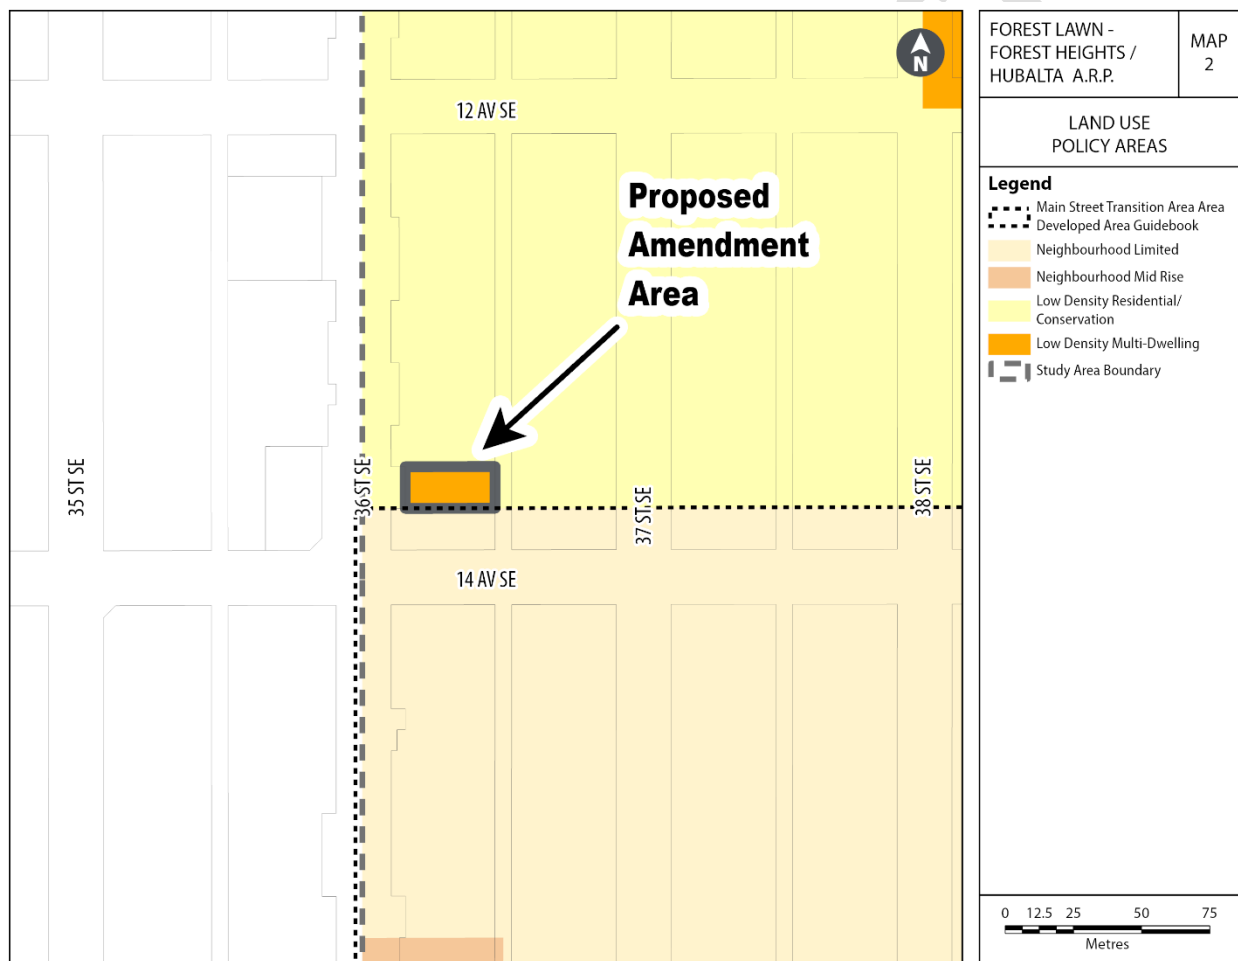 12 AV SE
N
Proposed
Amendment
Area
35 ST SE
36 ST SE
37 ST SE
38 ST SE
14 AV SE
FOREST LAWN -
FOREST HEIGHTS /
HUBALTA A.R.P.
MAP
2
LAND USE
POLICY AREAS
Legend
Main Street Transition Area Area
Developed Area Guidebook
Neighbourhood Limited
Neighbourhood Mid Rise
Low Density Residential/
Conservation
Low Density Multi-Dwelling
Study Area Boundary
0 12.5 25 50 75
Metres